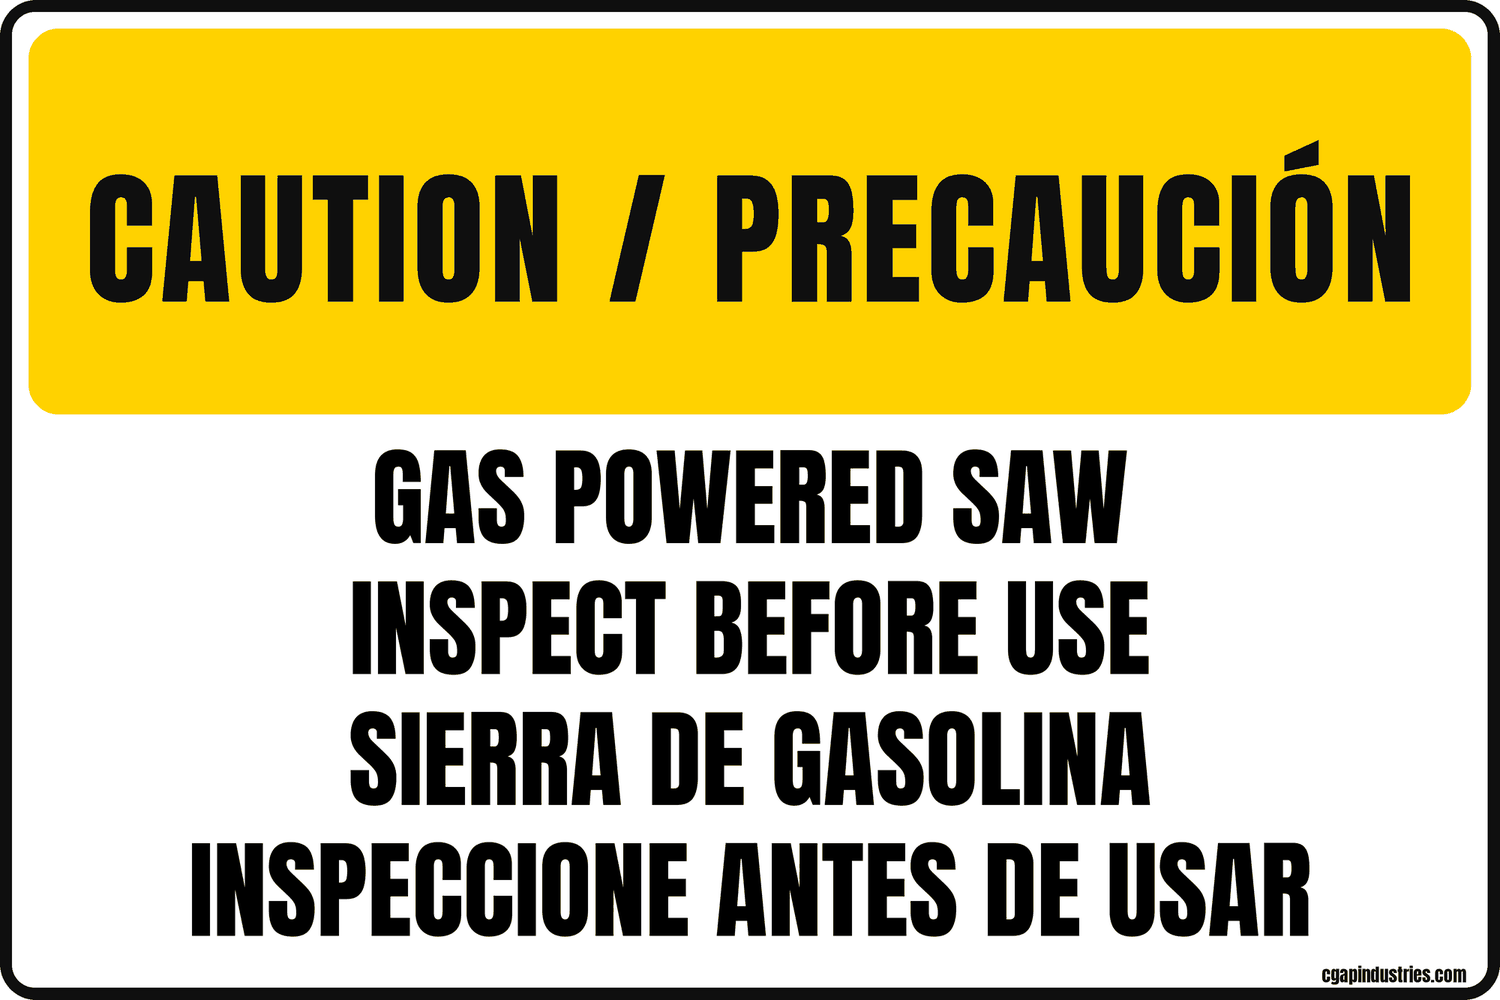 CAUTION / PRECAUCIÓN
GAS POWERED SAW
INSPECT BEFORE USE
SIERRA DE GASOLINA
INSPECCIONE ANTES DE USAR
cgapindustries.com